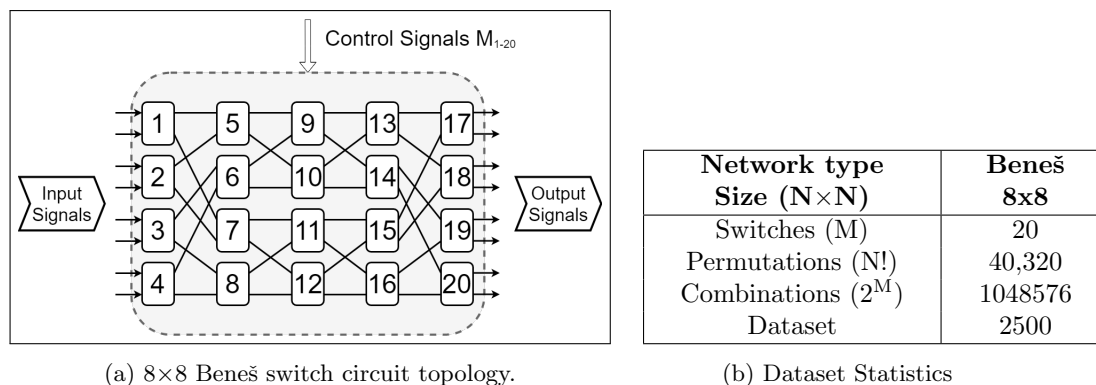 Control Signals M1-20
1 5 9 13 17
Input
Signals
2 6 10 14 18
3 7 11 15 19
4 8 12 16 20
Output
Signals
(a) 8×8 Beneš switch circuit topology.
Network type Beneš
Size (N×N) 8x8
Switches (M) 20
Permutations (N!) 40,320
Combinations (2^M) 1048576
Dataset 2500
(b) Dataset Statistics